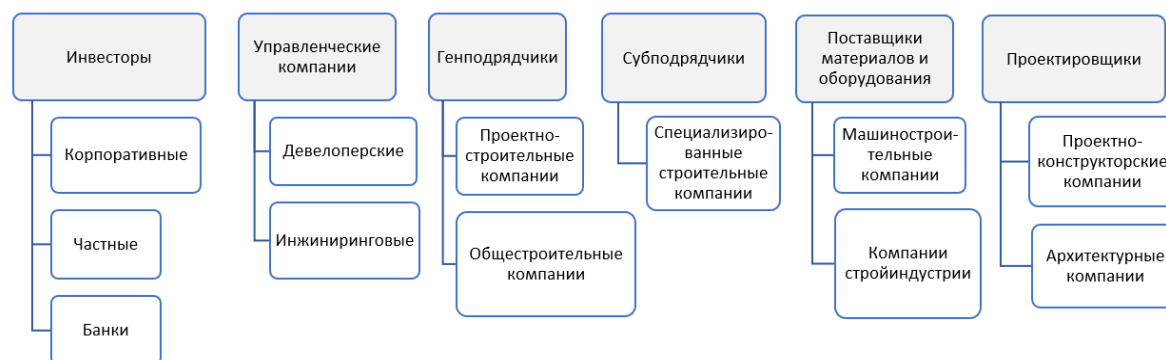 Инвесторы
Корпоративные
Частные
Банки
Управленческие
компании
Девелоперские
Инжиниринговые
Генподрядчики
Проектно-
строительные
компании
Общестроительные
компании
Субподрядчики
Специализиро-
ванные
строительные
компании
Поставщики
материалов и
оборудования
Машинострои-
тельные
компании
Компании
стройиндустрии
Проектировщики
Проектно-
конструкторские
компании
Архитектурные
компании